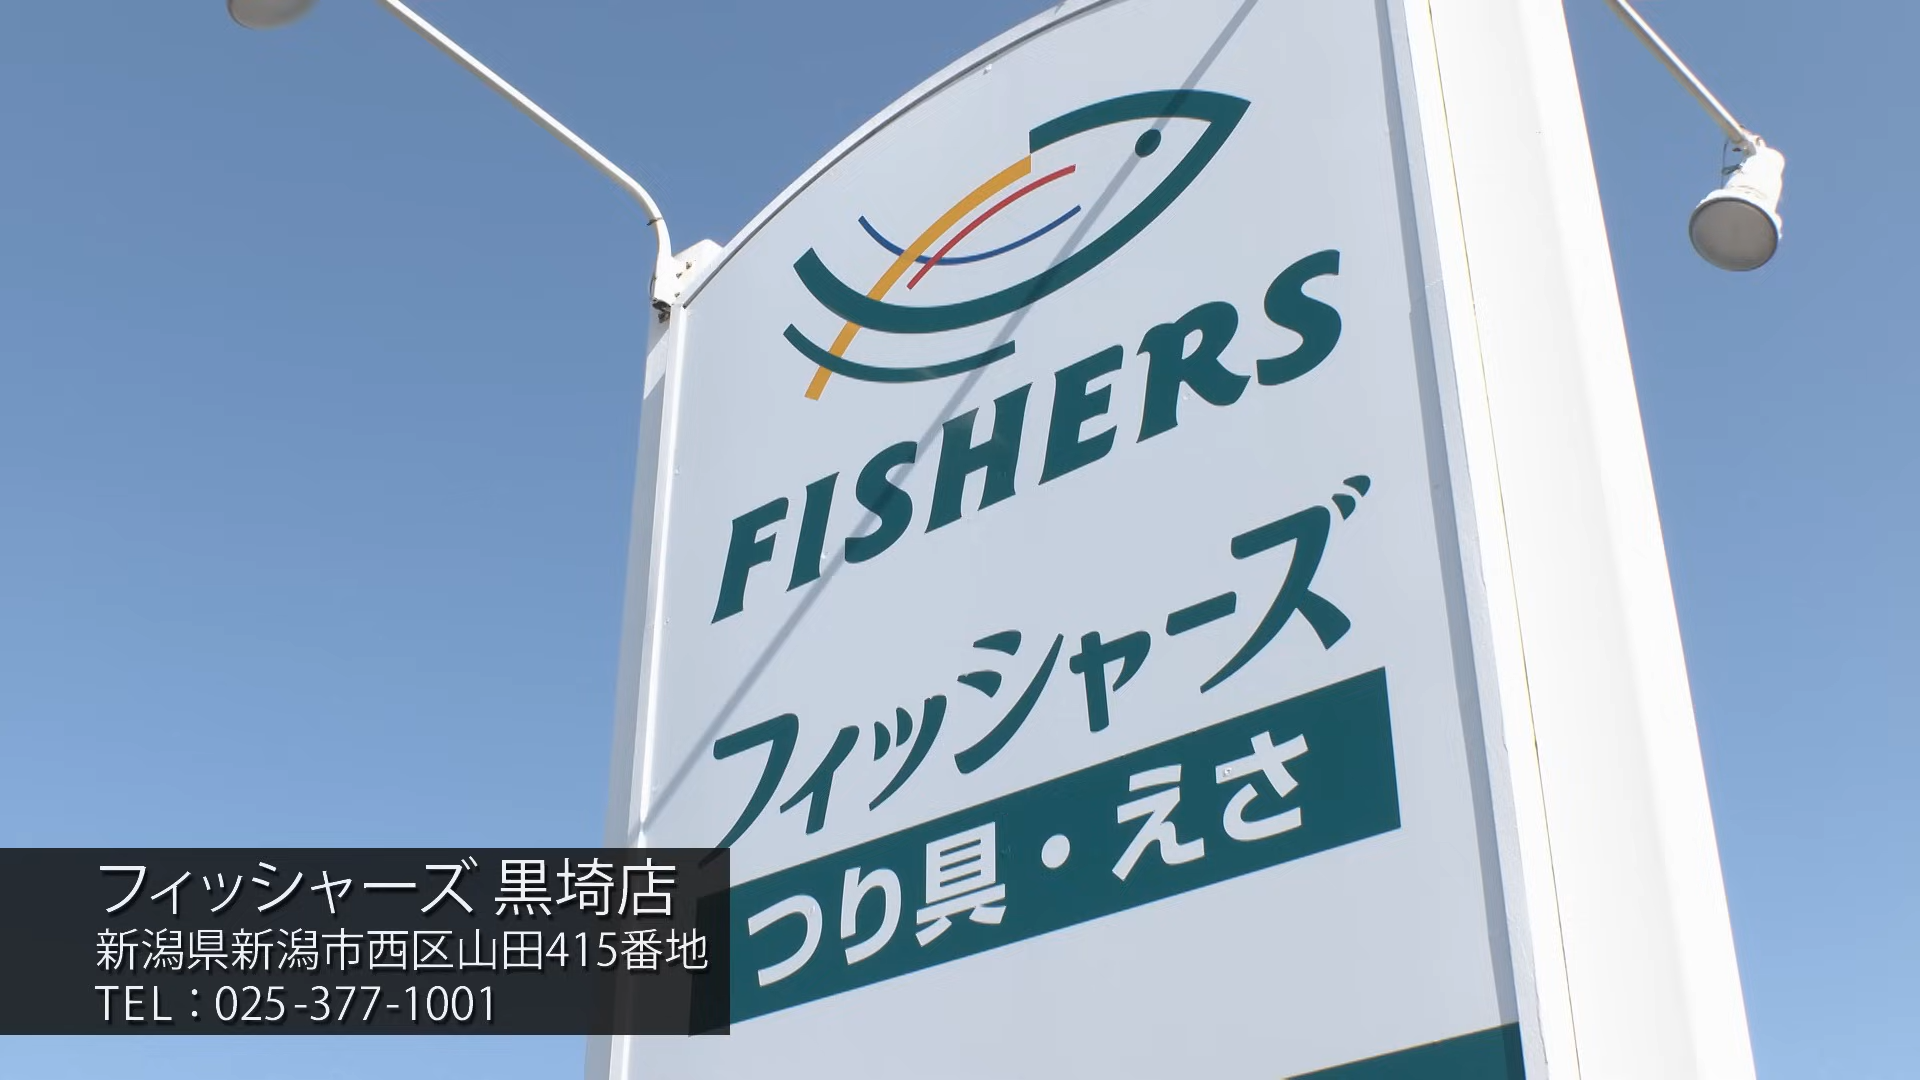 FISHERS
フィッシャーズ
つり具・えさ
フィッシャーズ 黒埼店
新潟県新潟市西区山田415番地
TEL：025-377-1001